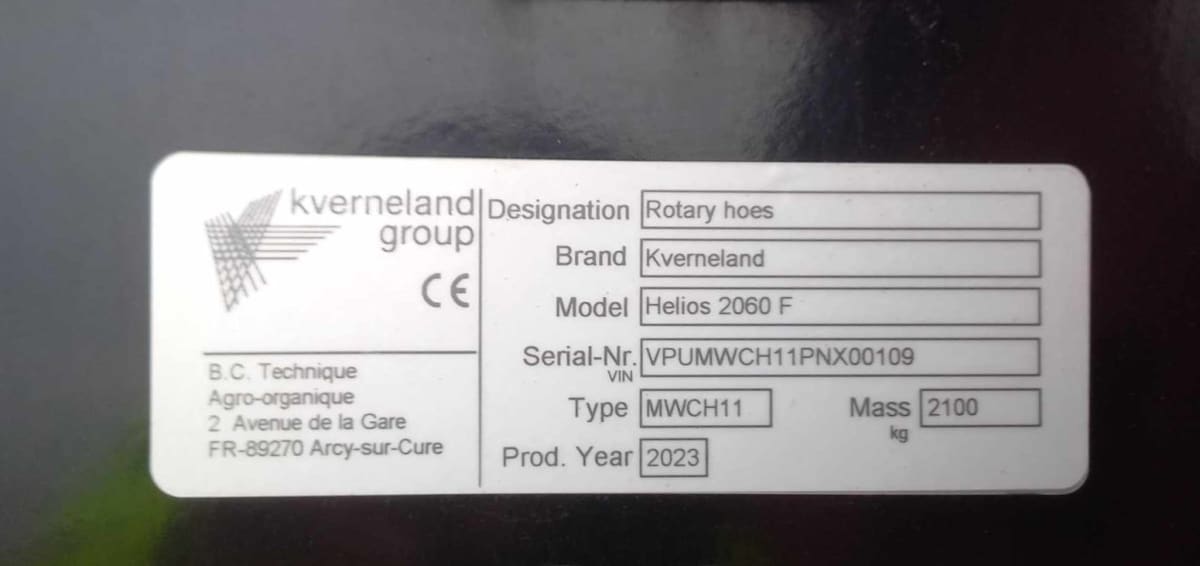 kverneland
group
CE
B.C. Technique
Agro-organique
2 Avenue de la Gare
FR-89270 Arcy-sur-Cure
Designation Rotary hoes
Brand Kverneland
Model Helios 2060 F
Serial-Nr. VPUMWCH11PNX00109
VIN
Type MWCH11 Mass 2100
kg
Prod. Year 2023